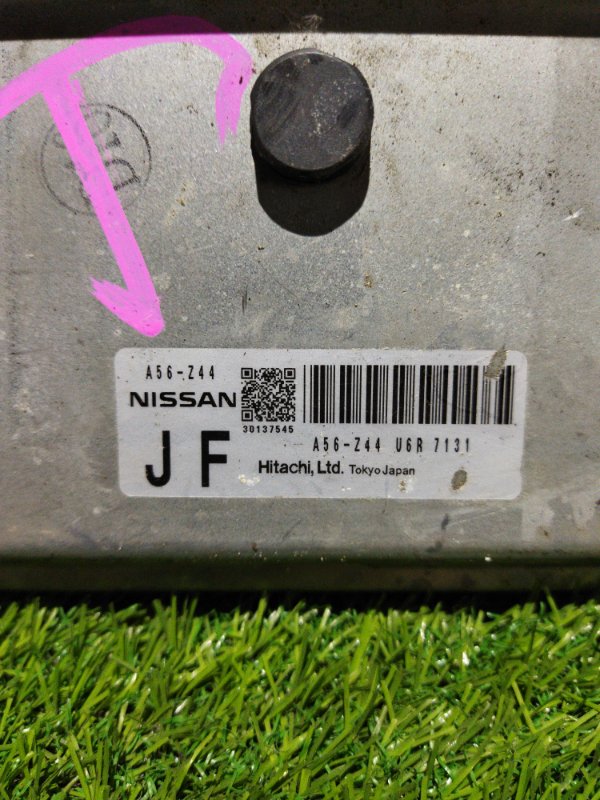 A56-Z44
NISSAN
30137545
A56-Z44 U6R 7131
JF
Hitachi, Ltd. Tokyo Japan